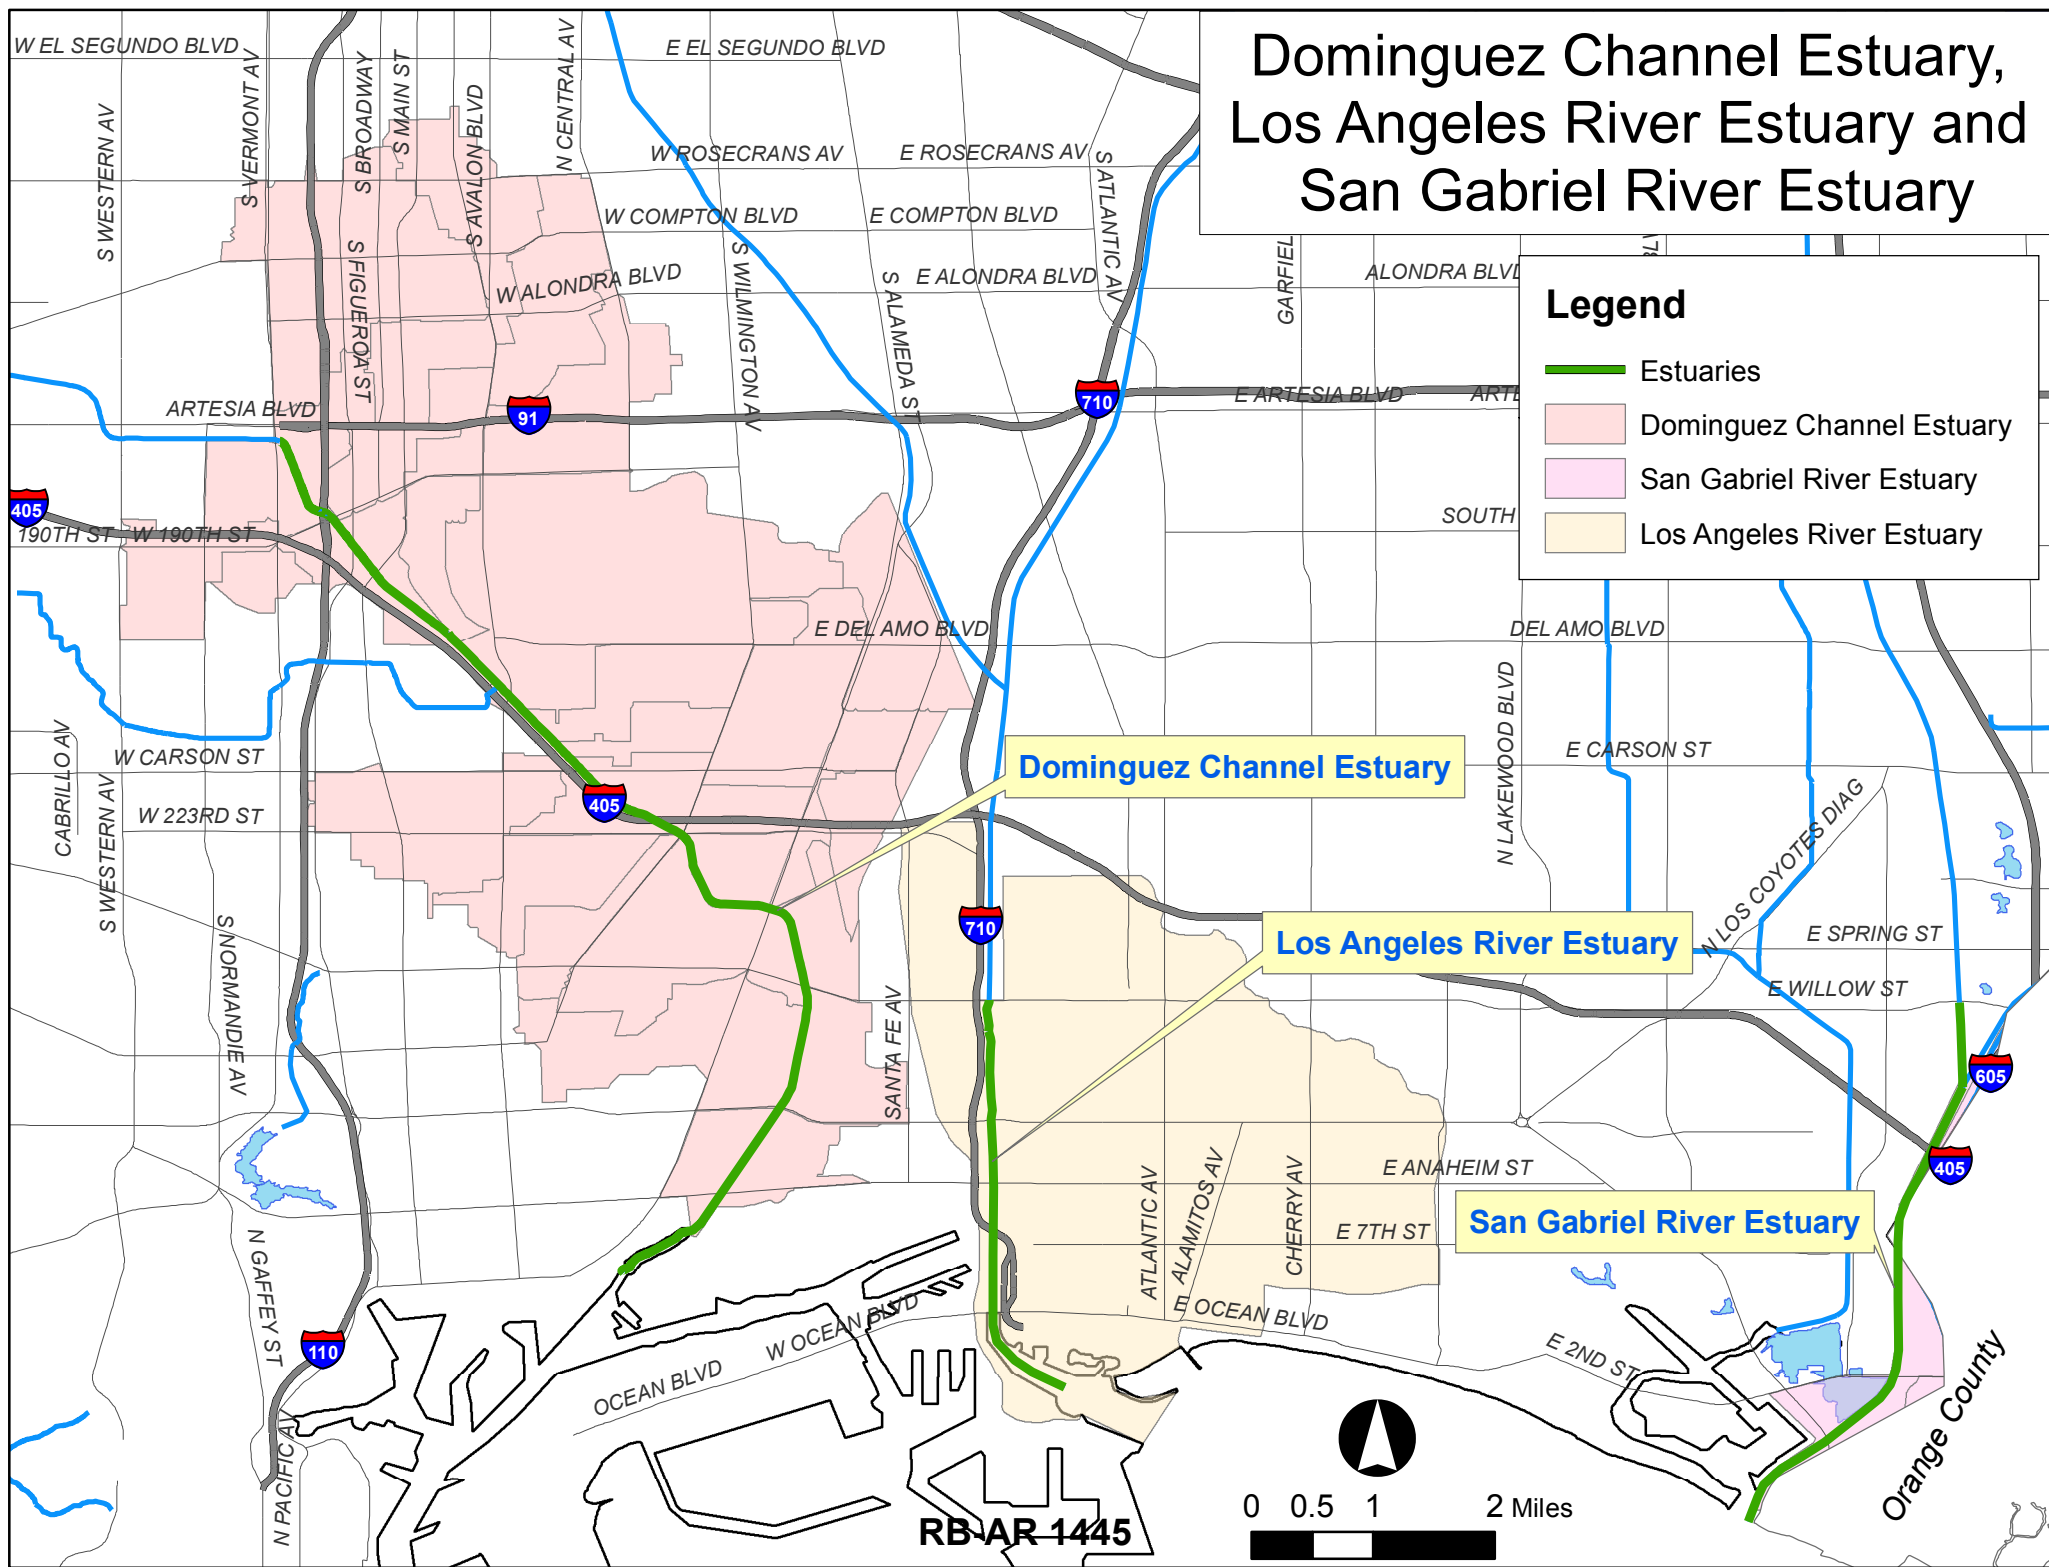 Dominguez Channel Estuary,
Los Angeles River Estuary and
San Gabriel River Estuary
W EL SEGUNDO BLVD
E EL SEGUNDO BLVD
S WESTERN AV
S VERMONT AV
S BROADWAY
S MAIN ST
S AVALON BLVD
N CENTRAL AV
W ROSECRANS AV
E ROSECRANS AV
S ATLANTIC AV
W COMPTON BLVD
E COMPTON BLVD
S FIGUEROA ST
W ALONDRA BLVD
S WILMINGTON AV
S ALAMEDA ST
E ALONDRA BLVD
GARFIEL
ALONDRA BLVD
Legend
Estuaries
Dominguez Channel Estuary
San Gabriel River Estuary
Los Angeles River Estuary
ARTESIA BLVD
91
710
E ARTESIA BLVD
ARTE
405
190TH ST
W 190TH ST
SOUTH
E DEL AMO BLVD
DEL AMO BLVD
N LAKEWOOD BLVD
CABRILLO AV
W CARSON ST
E CARSON ST
Dominguez Channel Estuary
405
W 223RD ST
S WESTERN AV
N LOS COYOTES DIAG
S NORMANDIE AV
710
Los Angeles River Estuary
E SPRING ST
E WILLOW ST
SANTA FE AV
605
405
ATLANTIC AV
ALAMITOS AV
CHERRY AV
E ANAHEIM ST
E 7TH ST
San Gabriel River Estuary
N GAFFEY ST
110
W OCEAN BLVD
E OCEAN BLVD
OCEAN BLVD
E 2ND ST
N PACIFIC AV
Orange County
RB-AR 1445
0 0.5 1 2 Miles